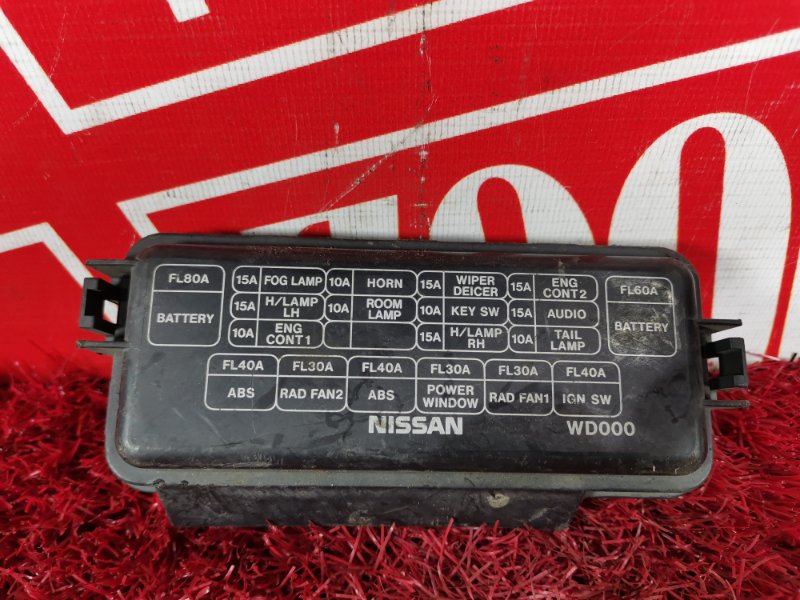 100
FL80A
BATTERY
15A FOG LAMP 10A HORN 15A WIPER DEICER 15A ENG CONT2
15A H/LAMP LH 10A ROOM LAMP 10A KEY SW 15A AUDIO
10A ENG CONT1 15A H/LAMP RH 10A TAIL LAMP
FL60A
BATTERY
FL40A FL30A FL40A FL30A FL30A FL40A
ABS RAD FAN2 ABS POWER WINDOW RAD FAN1 IGN SW
NISSAN WD000